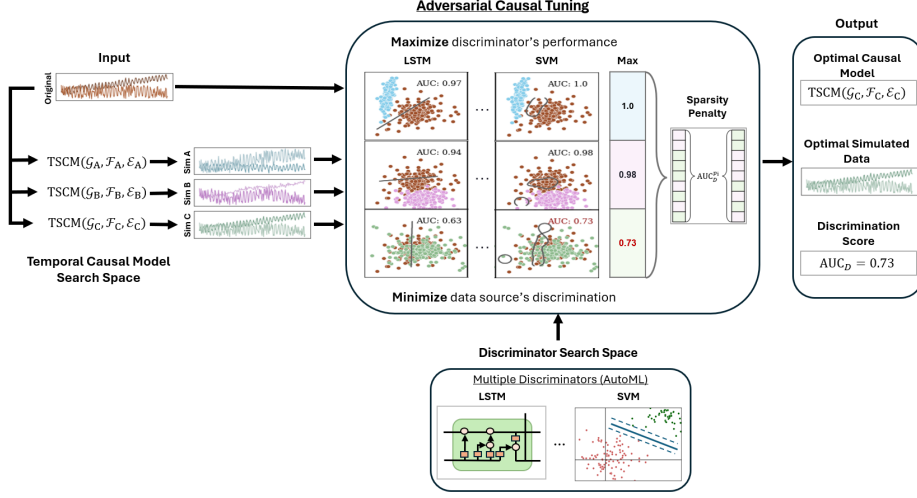 Adversarial Causal Tuning
Input
Original
TSCM(𝒢A, ℱA, ℰA)
Sim A
TSCM(𝒢B, ℱB, ℰB)
Sim B
TSCM(𝒢C, ℱC, ℰC)
Sim C
Temporal Causal Model
Search Space
Maximize discriminator's performance
LSTM
SVM
Max
AUC: 0.97
...
AUC: 1.0
1.0
AUC: 0.94
AUC: 0.98
0.98
AUC: 0.63
...
AUC: 0.73
0.73
Minimize data source's discrimination
Sparsity
Penalty
Output
Optimal Causal
Model
TSCM(𝒢C, ℱC, ℰC)
Optimal Simulated
Data
Discrimination
Score
AUCD = 0.73
Discriminator Search Space
Multiple Discriminators (AutoML)
LSTM
SVM
...